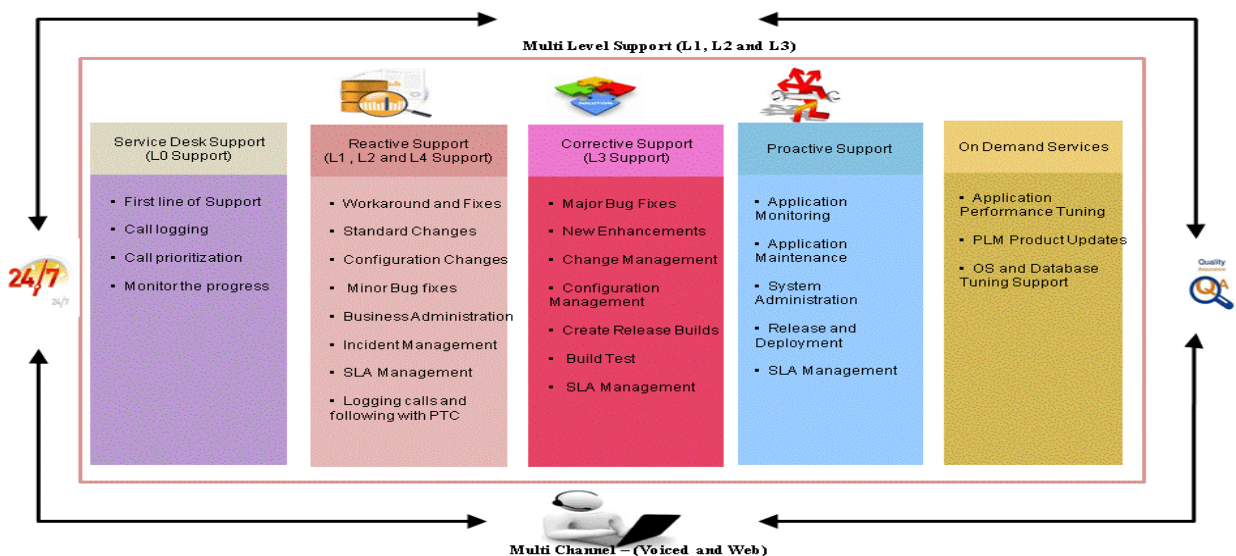 Multi Level Support (L1, L2 and L3)
SOLUTION
Service Desk Support
(L0 Support)
▪ First line of Support
▪ Call logging
▪ Call prioritization
▪ Monitor the progress
Reactive Support
(L1 , L2 and L4 Support)
▪ Workaround and Fixes
▪ Standard Changes
▪ Configuration Changes
▪ Minor Bug fixes
▪ Business Administration
▪ Incident Management
▪ SLA Management
▪ Logging calls and
following with PTC
Corrective Support
(L3 Support)
▪ Major Bug Fixes
▪ New Enhancements
▪ Change Management
▪ Configuration
Management
▪ Create Release Builds
▪ Build Test
▪ SLA Management
Proactive Support
▪ Application
Monitoring
▪ Application
Maintenance
▪ System
Administration
▪ Release and
Deployment
▪ SLA Management
On Demand Services
▪ Application
Performance Tuning
▪ PLM Product Updates
▪ OS and Database
Tuning Support
24/7
24/7
Quality
Assurance
QA
Multi Channel – (Voiced and Web)